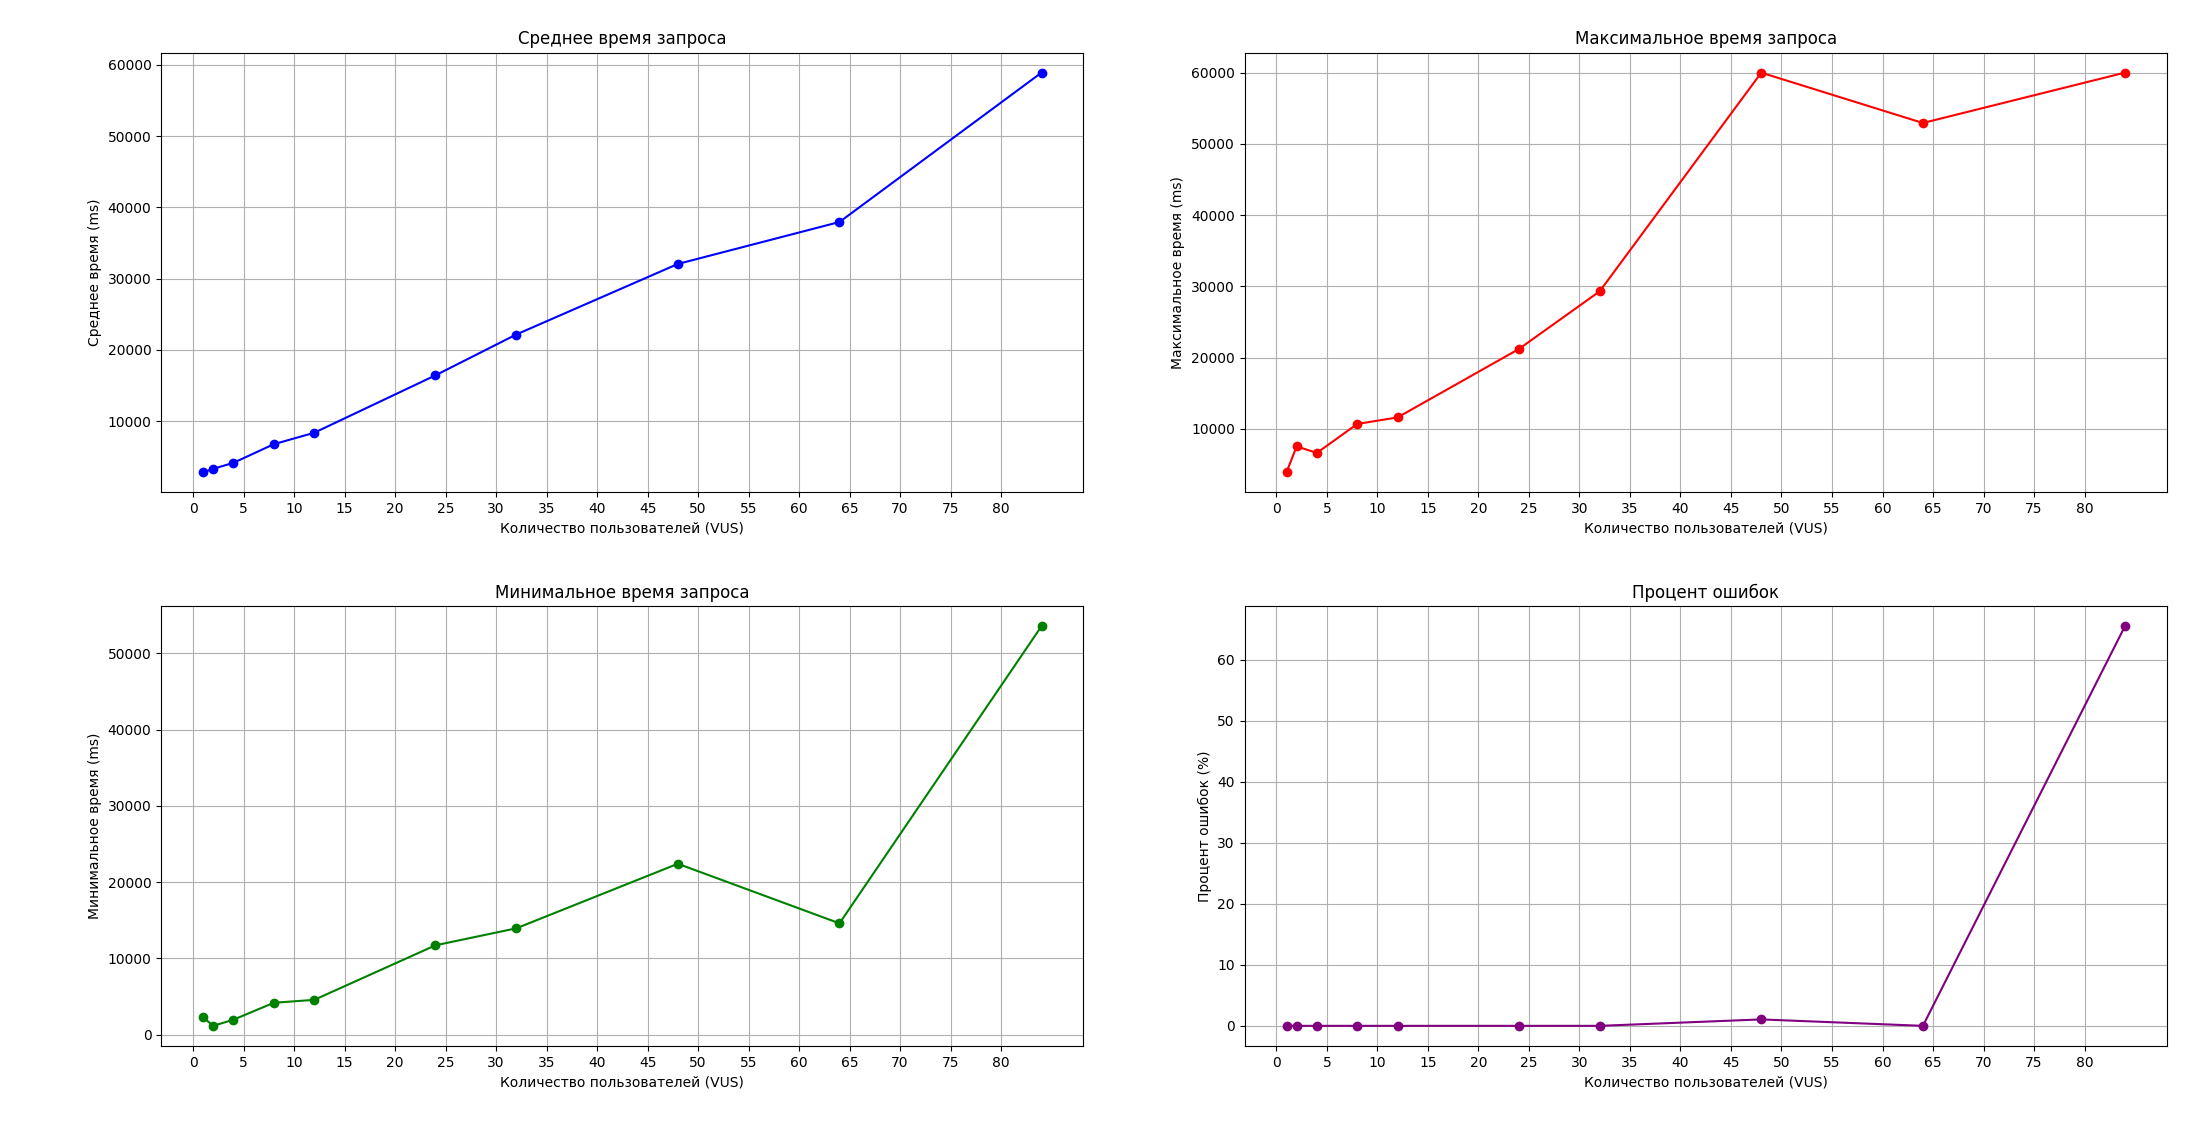 Среднее время запроса
60000
50000
40000
30000
20000
10000
Среднее время (ms)
0 5 10 15 20 25 30 35 40 45 50 55 60 65 70 75 80
Количество пользователей (VUS)
Максимальное время запроса
60000
50000
40000
30000
20000
10000
Максимальное время (ms)
0 5 10 15 20 25 30 35 40 45 50 55 60 65 70 75 80
Количество пользователей (VUS)
Минимальное время запроса
50000
40000
30000
20000
10000
0
Минимальное время (ms)
0 5 10 15 20 25 30 35 40 45 50 55 60 65 70 75 80
Количество пользователей (VUS)
Процент ошибок
60
50
40
30
20
10
0
Процент ошибок (%)
0 5 10 15 20 25 30 35 40 45 50 55 60 65 70 75 80
Количество пользователей (VUS)